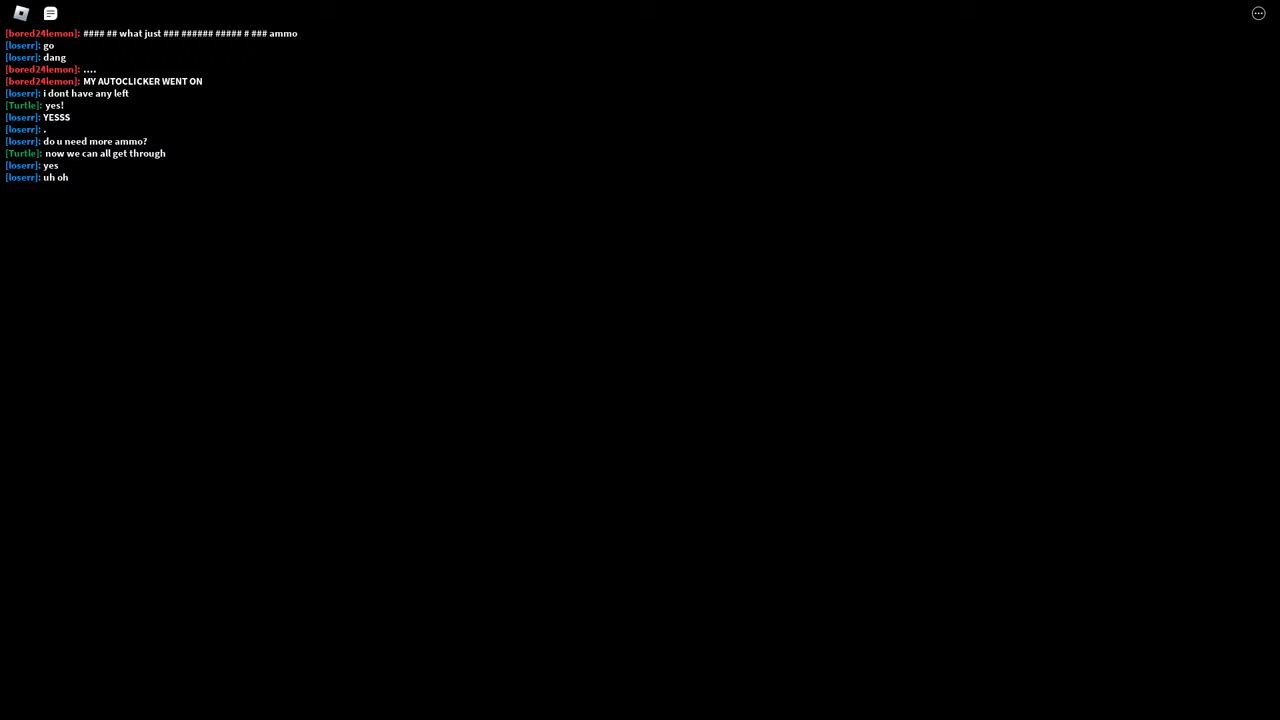 [bored24lemon]: #### ## what just ### ###### ##### # ### ammo
[loserr]: go
[loserr]: dang
[bored24lemon]: ....
[bored24lemon]: MY AUTOCLICKER WENT ON
[loserr]: i dont have any left
[Turtle]: yes!
[loserr]: YESSS
[loserr]: .
[loserr]: do u need more ammo?
[Turtle]: now we can all get through
[loserr]: yes
[loserr]: uh oh